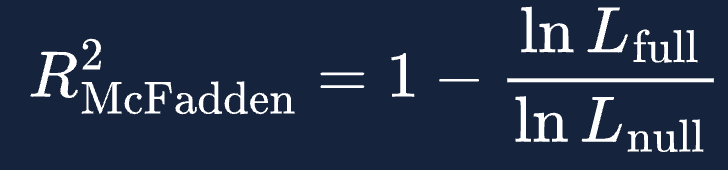 R²_McFadden = 1 − ln L_full / ln L_null